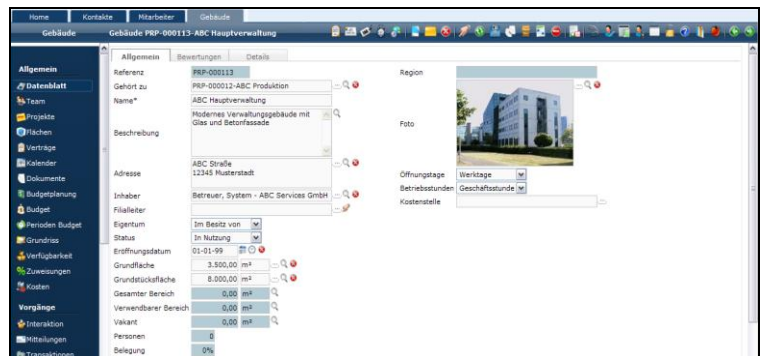 Home Kontakte Mitarbeiter Gebäude
Gebäude Gebäude PRP-000113-ABC Hauptverwaltung
Allgemein Bewertungen Details
Allgemein
Datenblatt
Team
Projekte
Flächen
Verträge
Kalender
Dokumente
Budgetplanung
Budget
Perioden Budget
Grundriss
Verfügbarkeit
Zuweisungen
Kosten
Vorgänge
Interaktion
Mitteilungen
Transaktionen
Referenz PRP-000113
Gehört zu PRP-000012-ABC Produktion
Name* ABC Hauptverwaltung
Beschreibung Modernes Verwaltungsgebäude mit
Glas und Betonfassade
Adresse ABC Straße
12345 Musterstadt
Inhaber Betreuer, System - ABC Services GmbH
Filialleiter
Eigentum Im Besitz von
Status In Nutzung
Eröffnungsdatum 01-01-99
Grundfläche 3.500,00 m²
Grundstücksfläche 8.000,00 m²
Gesamter Bereich 0,00 m²
Verwendbarer Bereich 0,00 m²
Vakant 0,00 m²
Personen 0
Belegung 0%
Region
Foto
Öffnungstage Werktage
Betriebsstunden Geschäftsstunde
Kostenstelle